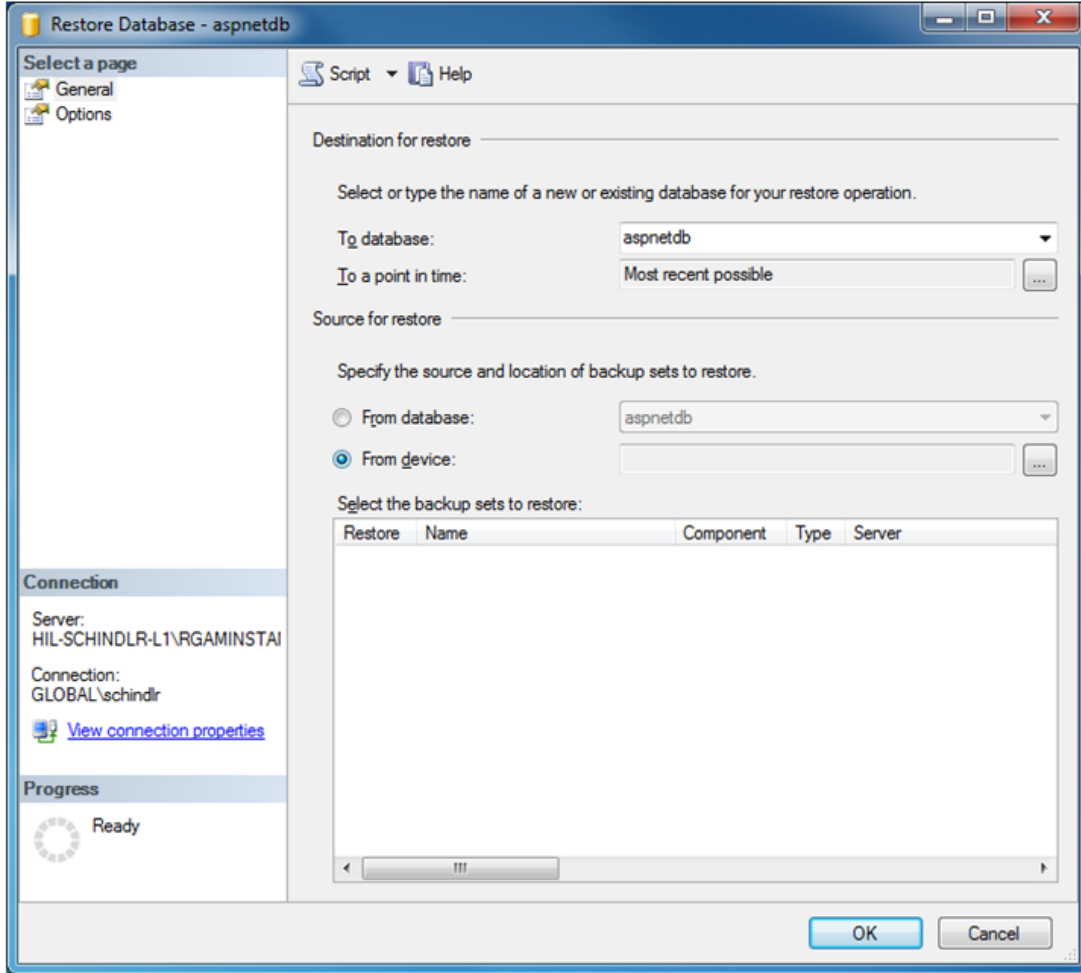 Restore Database - aspnetdb
Select a page
General
Options
Script
Help
Destination for restore
Select or type the name of a new or existing database for your restore operation.
To database:
aspnetdb
To a point in time:
Most recent possible
...
Source for restore
Specify the source and location of backup sets to restore.
From database:
aspnetdb
From device:
...
Select the backup sets to restore:
Restore Name Component Type Server
Connection
Server:
HIL-SCHINDLR-L1\RGAMINSTA
Connection:
GLOBAL\schindlr
View connection properties
Progress
Ready
OK
Cancel